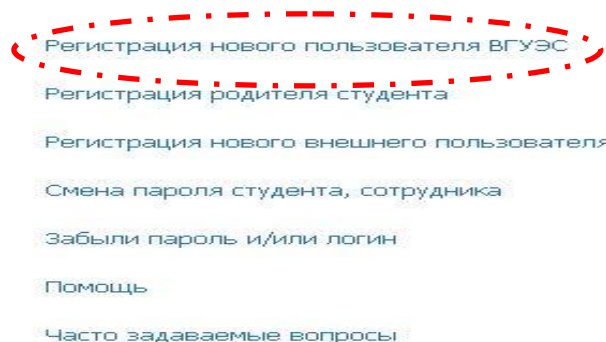 Регистрация нового пользователя ВГУЭС
Регистрация родителя студента
Регистрация нового внешнего пользователя
Смена пароля студента, сотрудника
Забыли пароль и/или логин
Помощь
Часто задаваемые вопросы